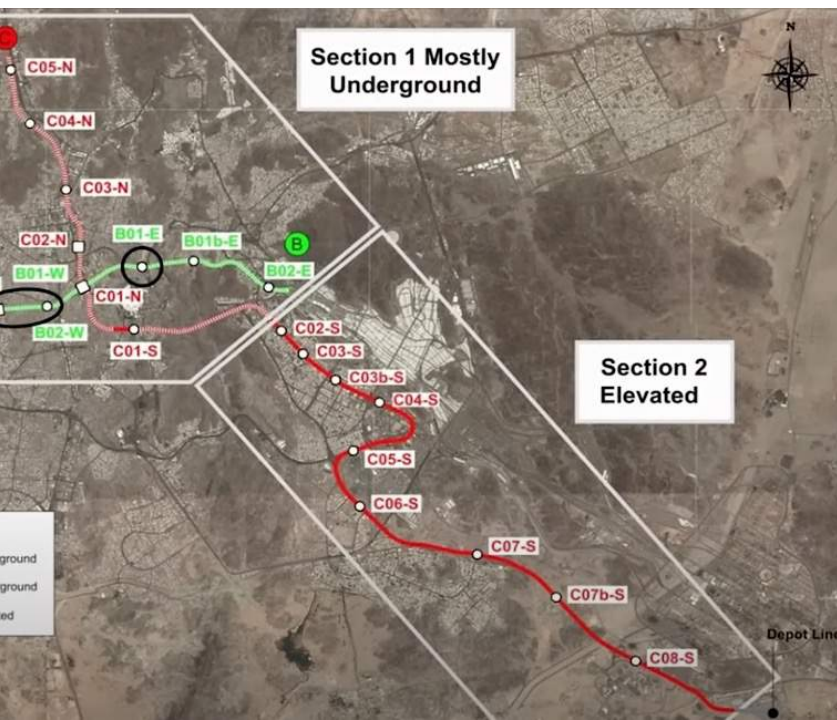 C
Section 1 Mostly
Underground
N
C05-N
C04-N
C03-N
C02-N
B01-E
B01b-E
B
B01-W
B02-E
C01-N
B02-W
C01-S
C02-S
C03-S
C03b-S
C04-S
Section 2
Elevated
C05-S
C06-S
C07-S
C07b-S
C08-S
ground
ground
ted
Depot Line